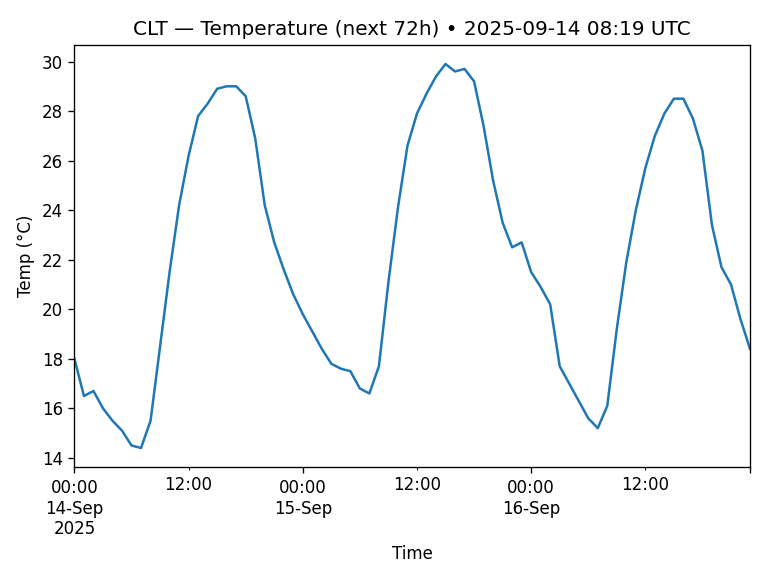 CLT — Temperature (next 72h) • 2025-09-14 08:19 UTC
30
28
26
24
22
20
18
16
14
Temp (°C)
00:00 12:00 00:00 12:00 00:00 12:00
14-Sep 15-Sep 16-Sep
2025
Time